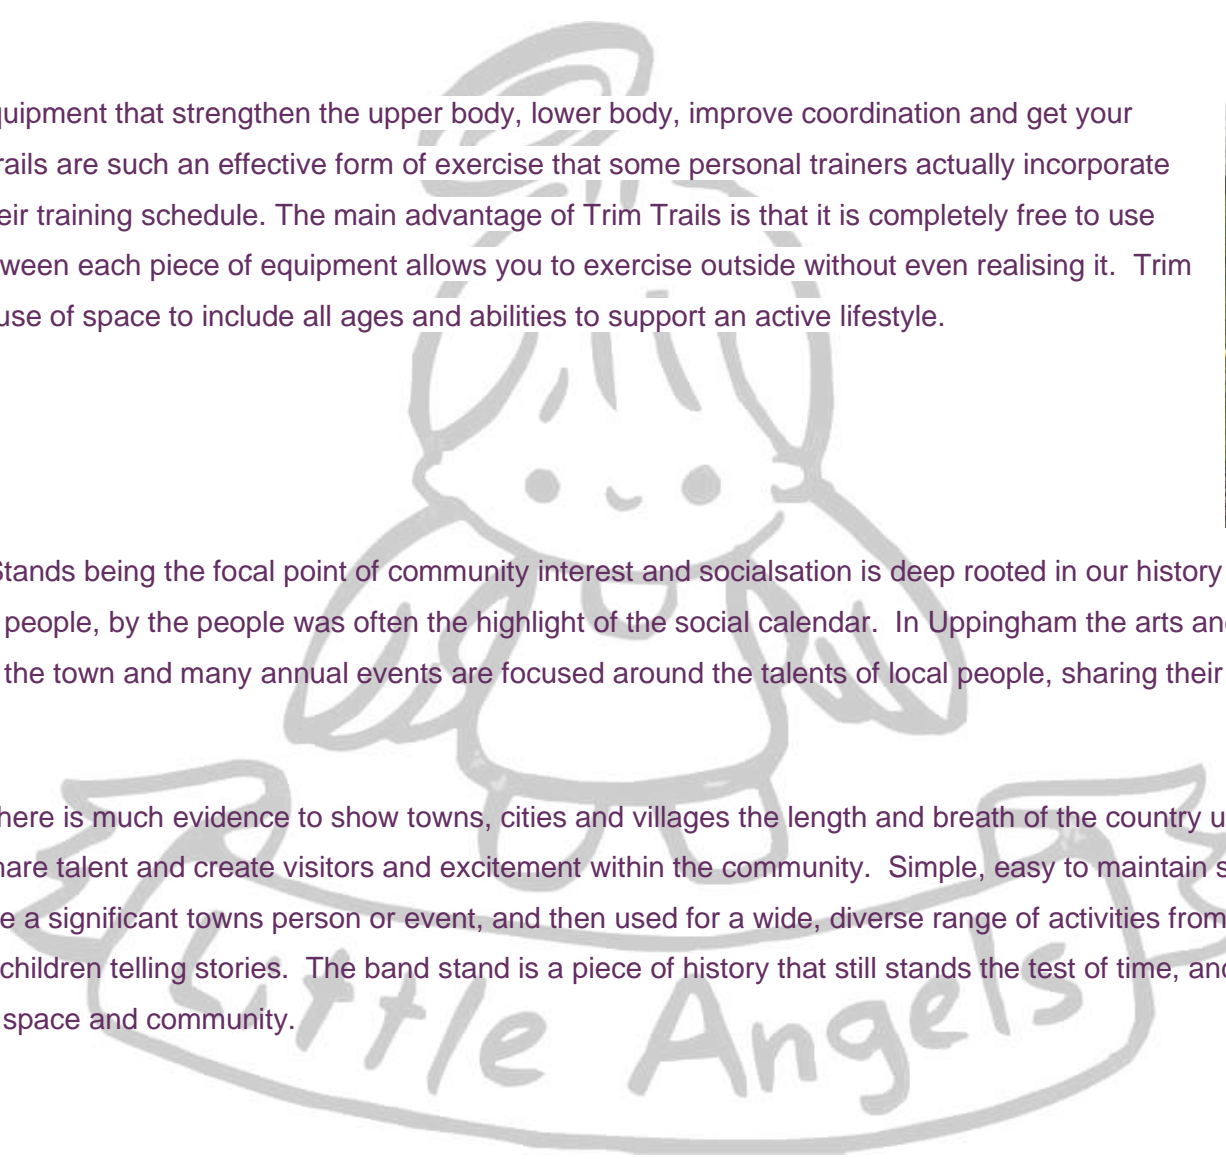 quipment that strengthen the upper body, lower body, improve coordination and get your
rails are such an effective form of exercise that some personal trainers actually incorporate
eir training schedule. The main advantage of Trim Trails is that it is completely free to use
ween each piece of equipment allows you to exercise outside without even realising it.  Trim
use of space to include all ages and abilities to support an active lifestyle.
Stands being the focal point of community interest and socialsation is deep rooted in our history
people, by the people was often the highlight of the social calendar.  In Uppingham the arts and
the town and many annual events are focused around the talents of local people, sharing their
here is much evidence to show towns, cities and villages the length and breath of the country u
hare talent and create visitors and excitement within the community.  Simple, easy to maintain s
e a significant towns person or event, and then used for a wide, diverse range of activities from
children telling stories.  The band stand is a piece of history that still stands the test of time, and
space and community.
Little Angels